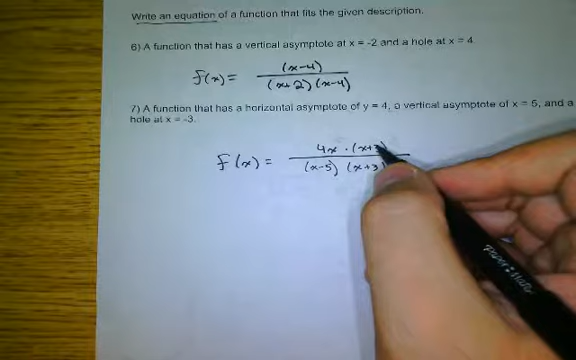 Write an equation of a function that fits the given description.
6) A function that has a vertical asymptote at x = -2 and a hole at x = 4
f(x) = (x-4) / (x+2)(x-4)
7) A function that has a horizontal asymptote of y = 4, a vertical asymptote of x = 5, and a
hole at x = -3.
f(x) = 4x · (x+3) / (x-5) (x+3)
Paper:Mate